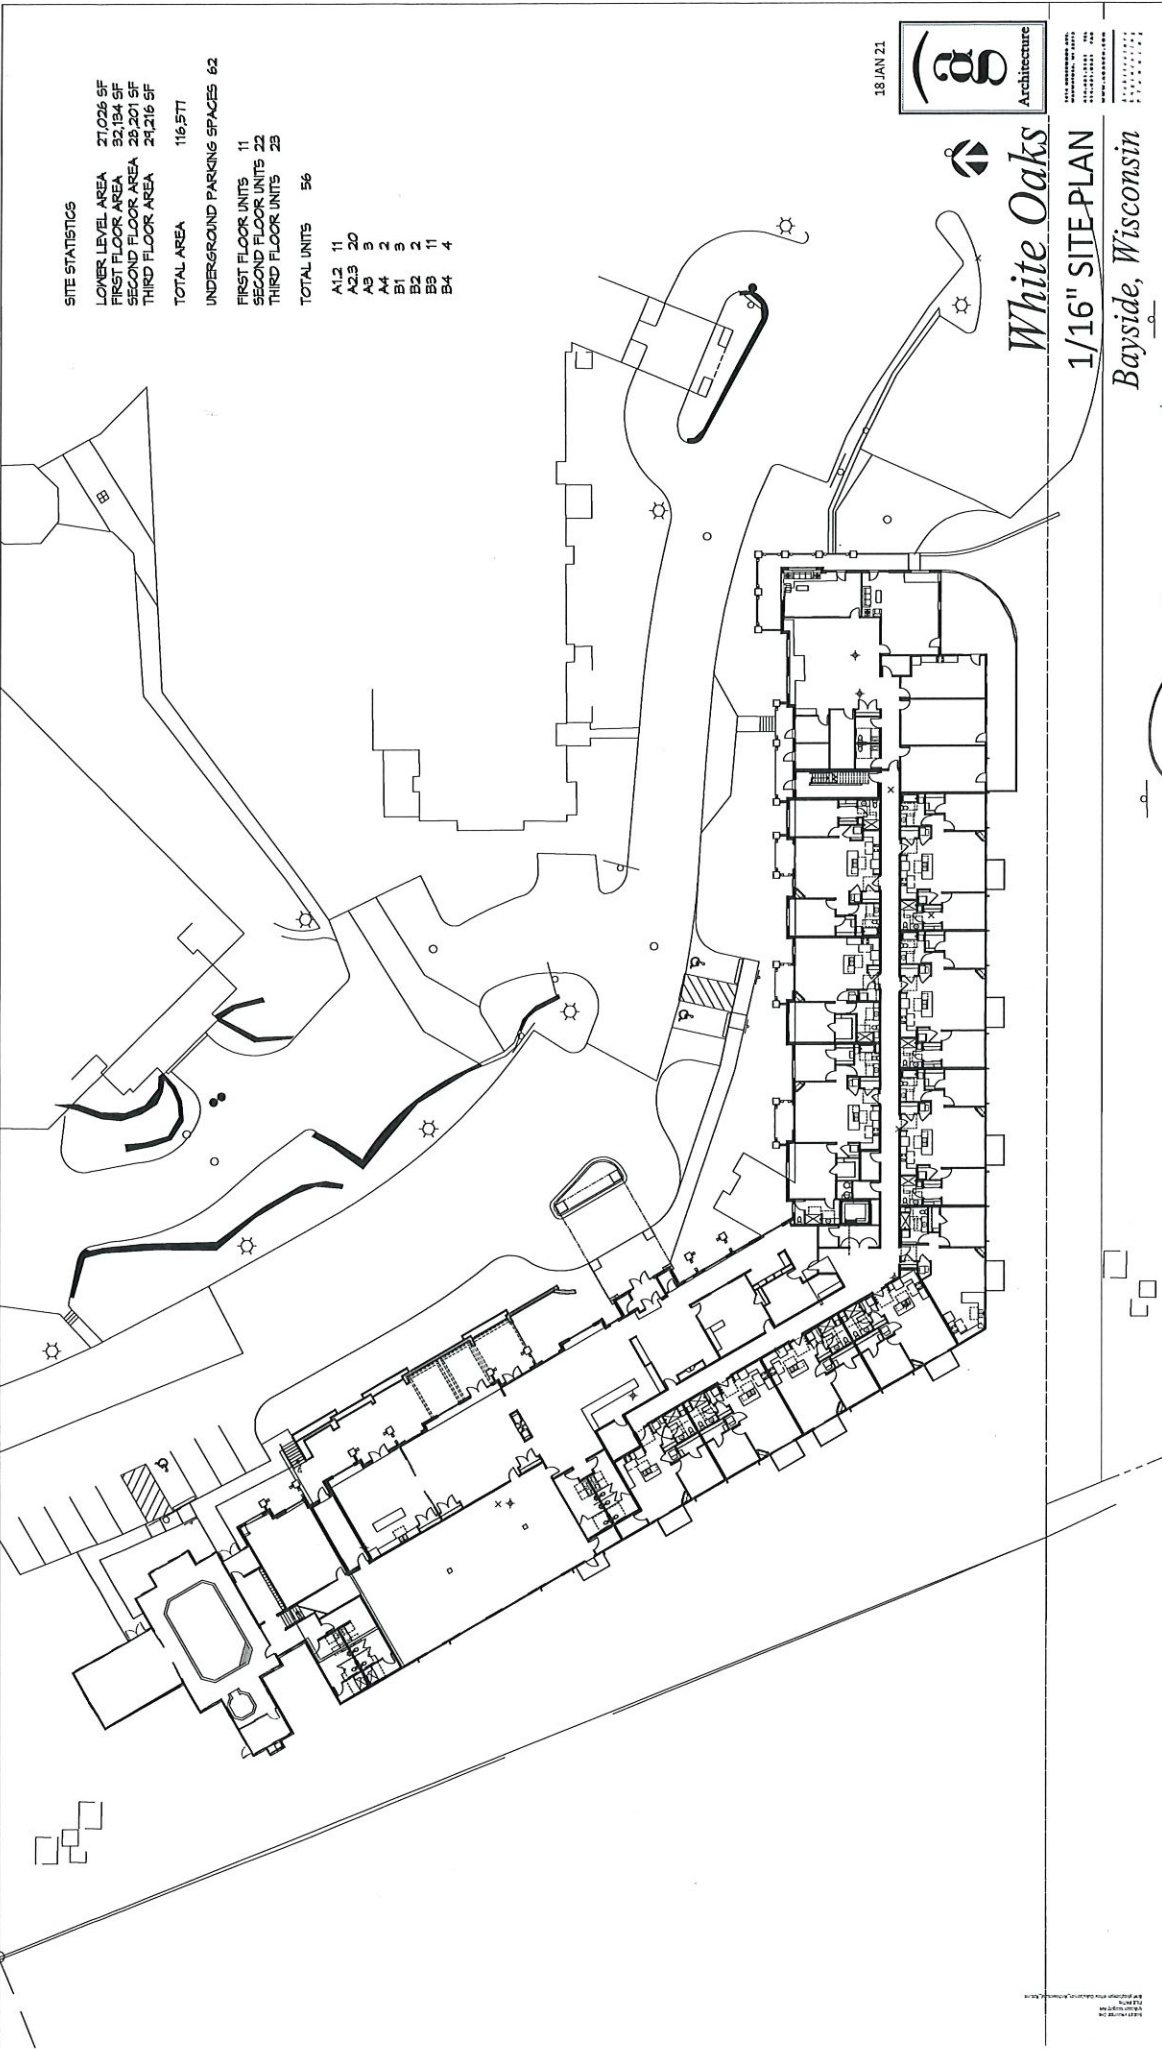 SITE STATISTICS
LOWER LEVEL AREA 27,026 SF
FIRST FLOOR AREA 32,134 SF
SECOND FLOOR AREA 28,201 SF
THIRD FLOOR AREA 29,216 SF
TOTAL AREA 116,577
UNDERGROUND PARKING SPACES 62
FIRST FLOOR UNITS 11
SECOND FLOOR UNITS 22
THIRD FLOOR UNITS 23
TOTAL UNITS 56
A1.2 11
A2.3 20
A3 3
A4 2
B1 3
B2 2
B3 11
B4 4
18 JAN 21
ag
Architecture
White Oaks
1/16" SITE PLAN
Bayside, Wisconsin